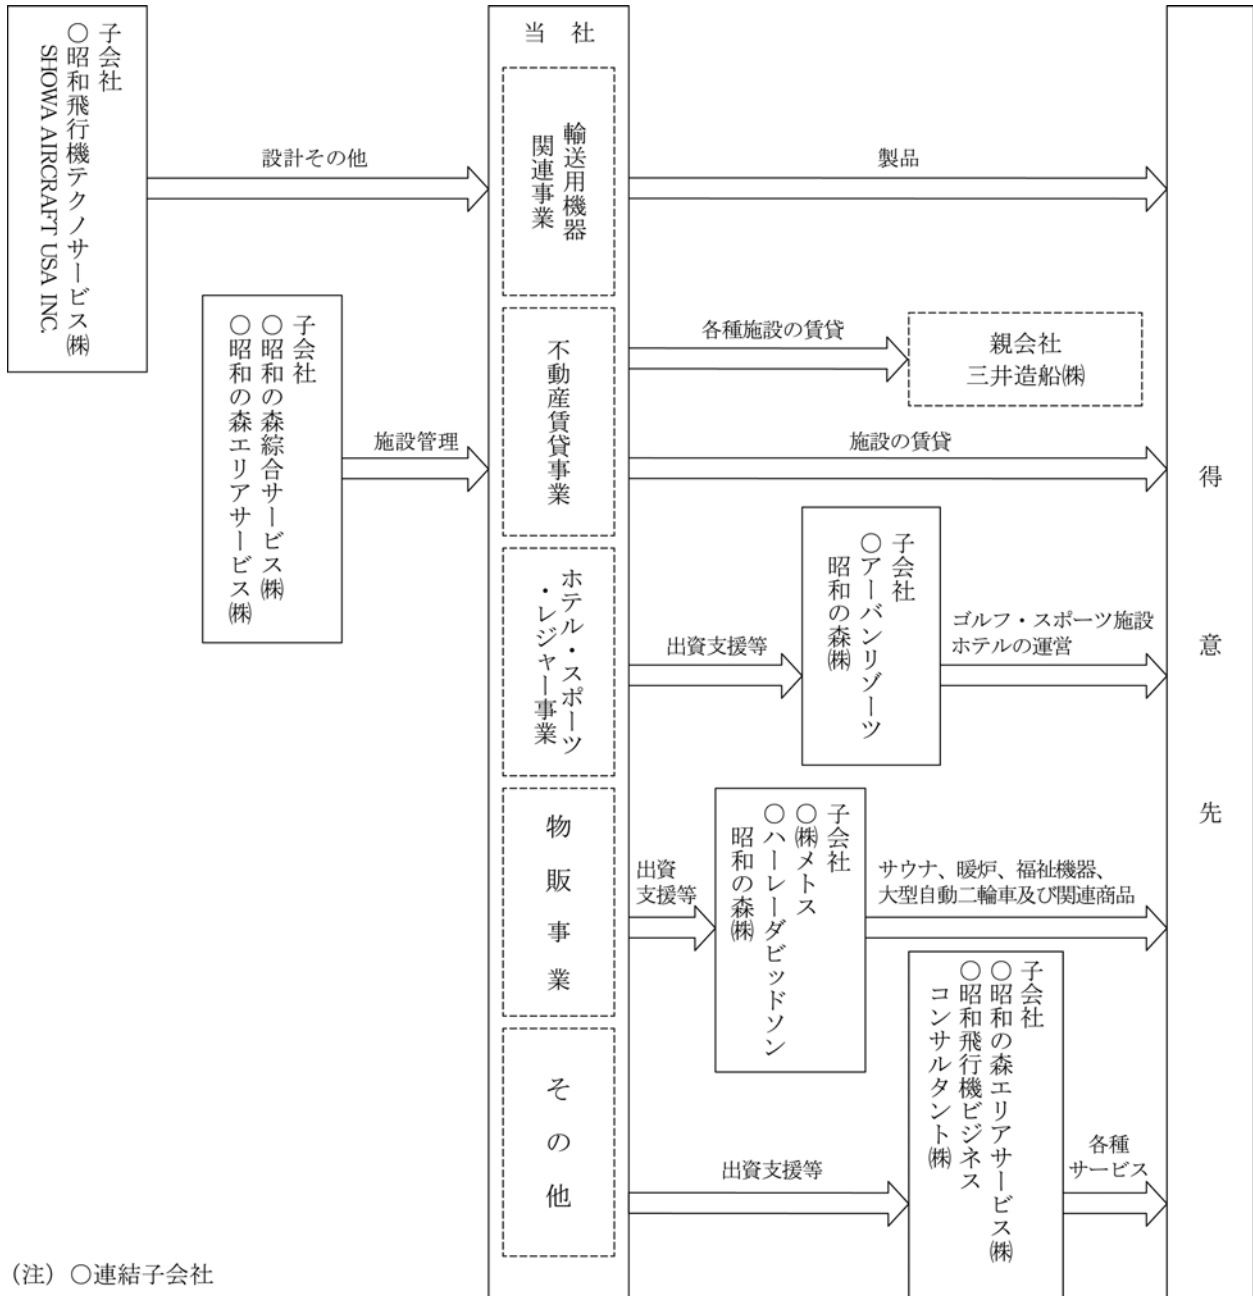 子会社
○昭和飛行機テクノサービス㈱
SHOWA AIRCRAFT USA INC.
設計その他
当 社
輸送用機器
関連事業
製品
子会社
○昭和の森綜合サービス㈱
○昭和の森エリアサービス㈱
施設管理
不動産賃貸事業
各種施設の賃貸
親会社
三井造船㈱
施設の賃貸
ホテル・スポーツ
・レジャー事業
出資支援等
子会社
○アーバンリゾーツ
昭和の森㈱
ゴルフ・スポーツ施設
ホテルの運営
物販事業
出資
支援等
子会社
○㈱メトス
○ハーレーダビッドソン
昭和の森㈱
サウナ、暖炉、福祉機器、
大型自動二輪車及び関連商品
その他
出資支援等
子会社
○昭和の森エリアサービス㈱
○昭和飛行機ビジネス
コンサルタント㈱
各種
サービス
得意先
(注) ○連結子会社